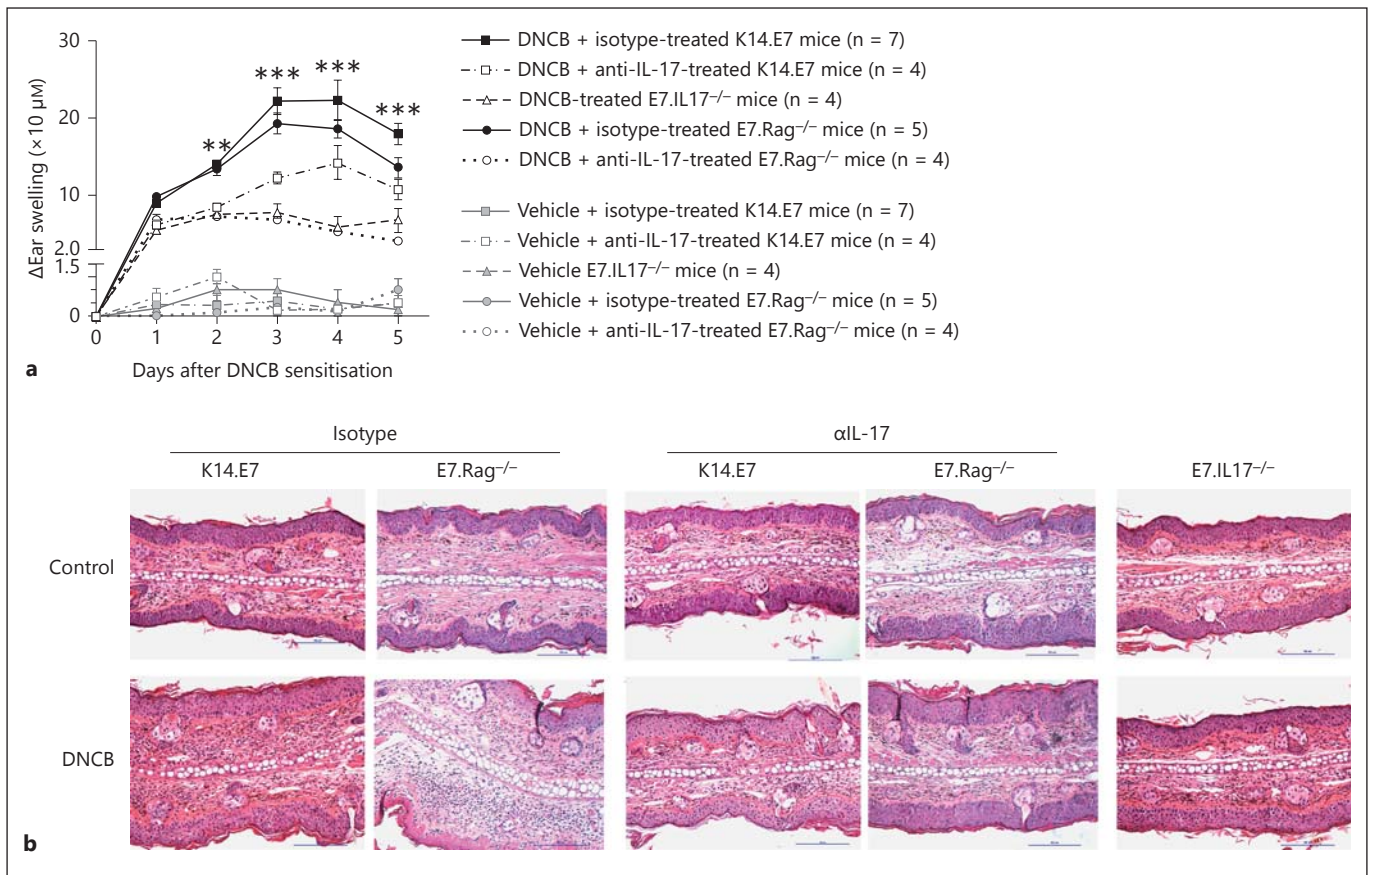 30
20
10
2.0
1.5
0
ΔEar swelling (× 10 μM)
**
***
***
***
0 1 2 3 4 5
Days after DNCB sensitisation
a
DNCB + isotype-treated K14.E7 mice (n = 7)
DNCB + anti-IL-17-treated K14.E7 mice (n = 4)
DNCB-treated E7.IL17–/– mice (n = 4)
DNCB + isotype-treated E7.Rag–/– mice (n = 5)
DNCB + anti-IL-17-treated E7.Rag–/– mice (n = 4)
Vehicle + isotype-treated K14.E7 mice (n = 7)
Vehicle + anti-IL-17-treated K14.E7 mice (n = 4)
Vehicle E7.IL17–/– mice (n = 4)
Vehicle + isotype-treated E7.Rag–/– mice (n = 5)
Vehicle + anti-IL-17-treated E7.Rag–/– mice (n = 4)
Isotype αIL-17
K14.E7 E7.Rag–/– K14.E7 E7.Rag–/– E7.IL17–/–
Control
DNCB
b